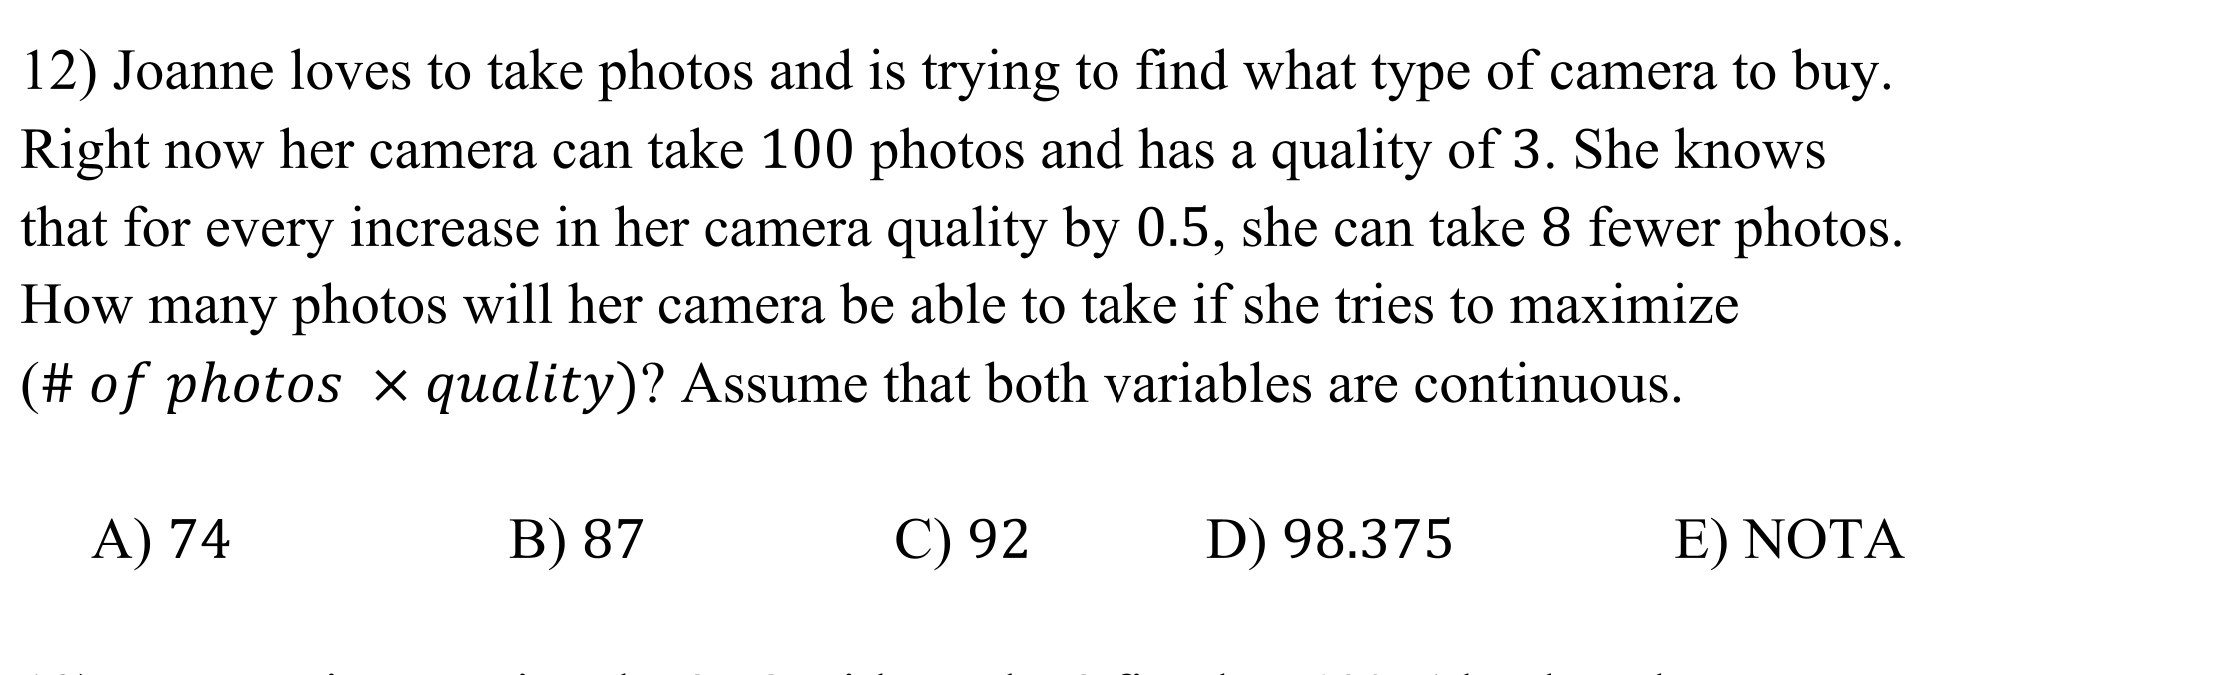 12) Joanne loves to take photos and is trying to find what type of camera to buy.
Right now her camera can take 100 photos and has a quality of 3. She knows
that for every increase in her camera quality by 0.5, she can take 8 fewer photos.
How many photos will her camera be able to take if she tries to maximize
(# of photos × quality)? Assume that both variables are continuous.
A) 74 B) 87 C) 92 D) 98.375 E) NOTA